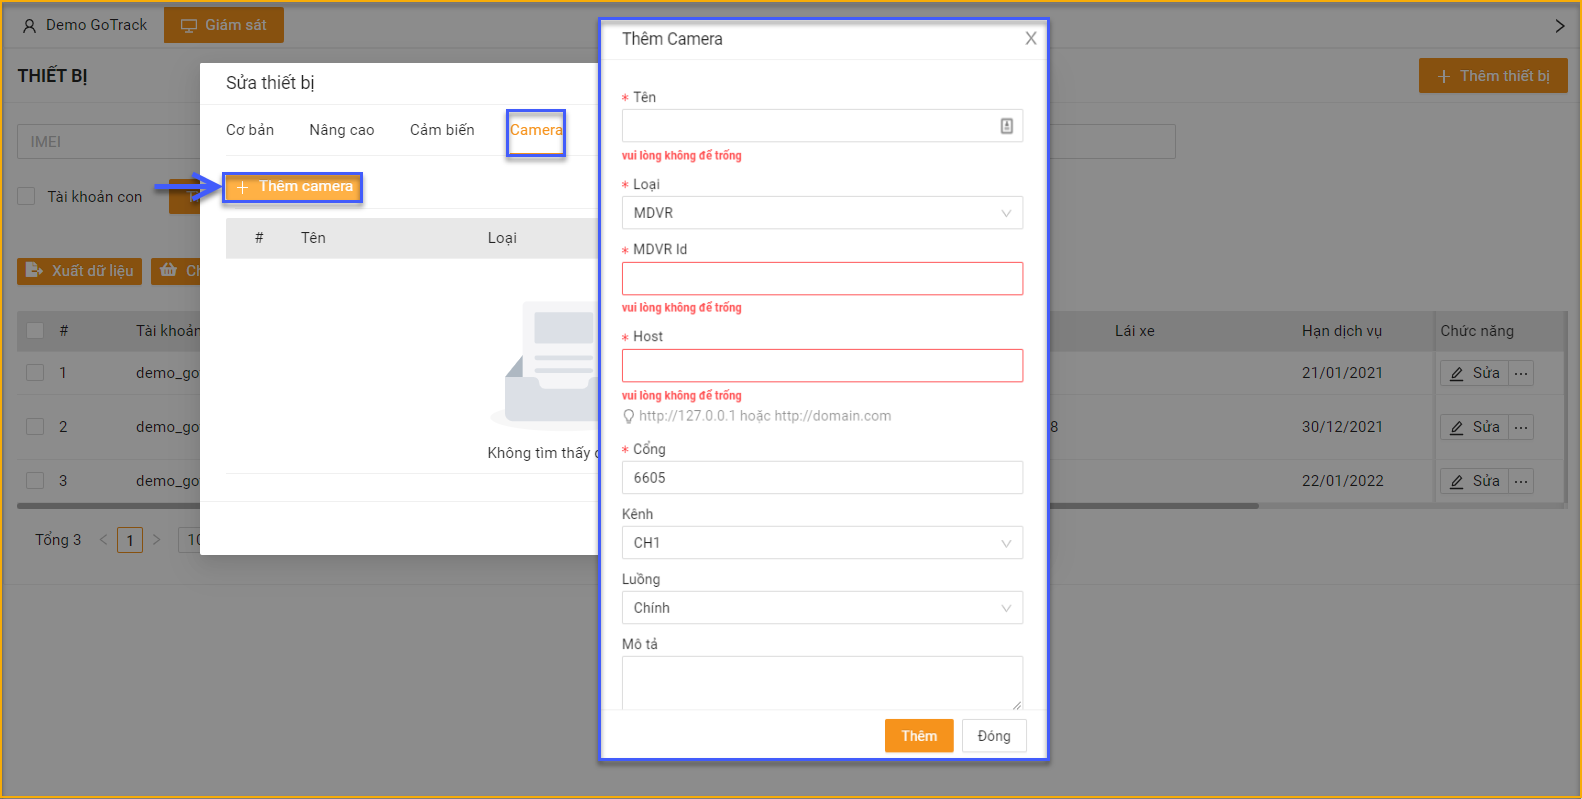 Demo GoTrack
Giám sát
THIẾT BỊ
Thêm thiết bị
IMEI
Tài khoản con
Xuất dữ liệu
# Tài khoản Lái xe Hạn dịch vụ Chức năng
1 demo_go 21/01/2021 Sửa ...
2 demo_go 8 30/12/2021 Sửa ...
3 demo_go 22/01/2022 Sửa ...
Tổng 3 < 1 > 10
Sửa thiết bị
Cơ bản Nâng cao Cảm biến Camera
+ Thêm camera
# Tên Loại
Không tìm thấy
Thêm Camera X
* Tên
vui lòng không để trống
* Loại
MDVR
* MDVR Id
vui lòng không để trống
* Host
vui lòng không để trống
http://127.0.0.1 hoặc http://domain.com
* Cổng
6605
Kênh
CH1
Luồng
Chính
Mô tả
Thêm Đóng